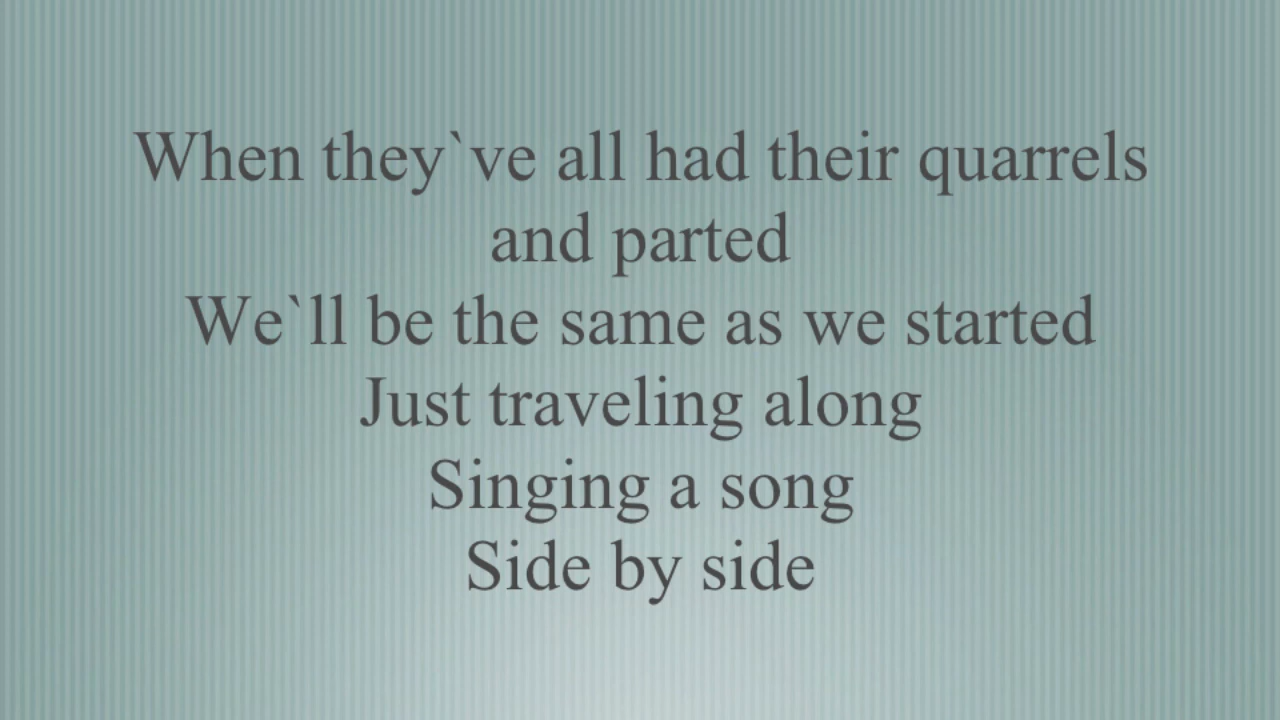 When they`ve all had their quarrels
and parted
We`ll be the same as we started
Just traveling along
Singing a song
Side by side